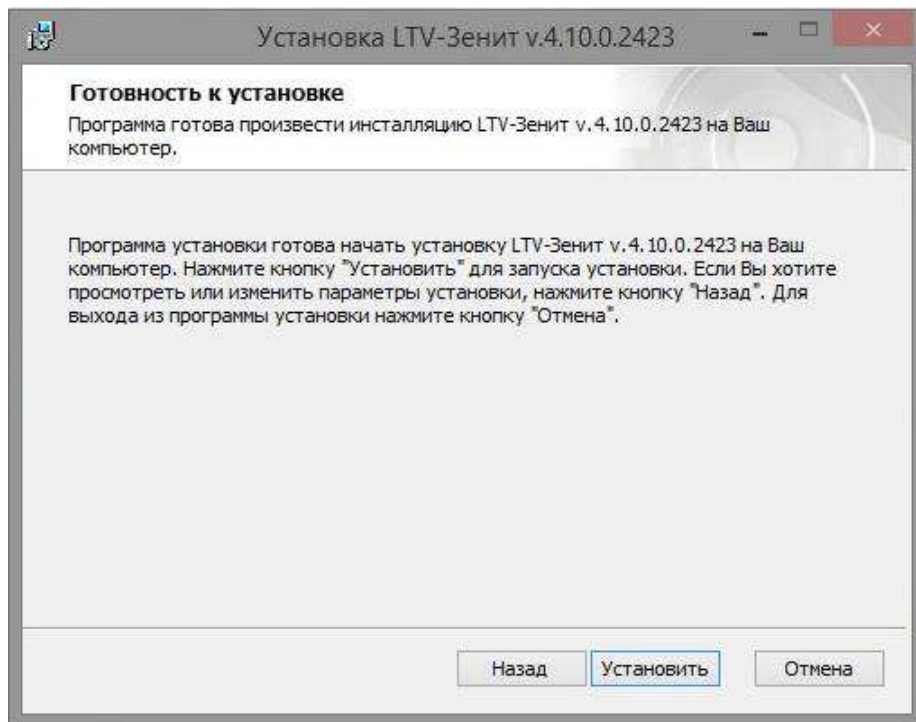 Установка LTV-Зенит v.4.10.0.2423
Готовность к установке
Программа готова произвести инсталляцию LTV-Зенит v.4.10.0.2423 на Ваш
компьютер.
Программа установки готова начать установку LTV-Зенит v.4.10.0.2423 на Ваш
компьютер. Нажмите кнопку "Установить" для запуска установки. Если Вы хотите
просмотреть или изменить параметры установки, нажмите кнопку "Назад". Для
выхода из программы установки нажмите кнопку "Отмена".
Назад Установить Отмена